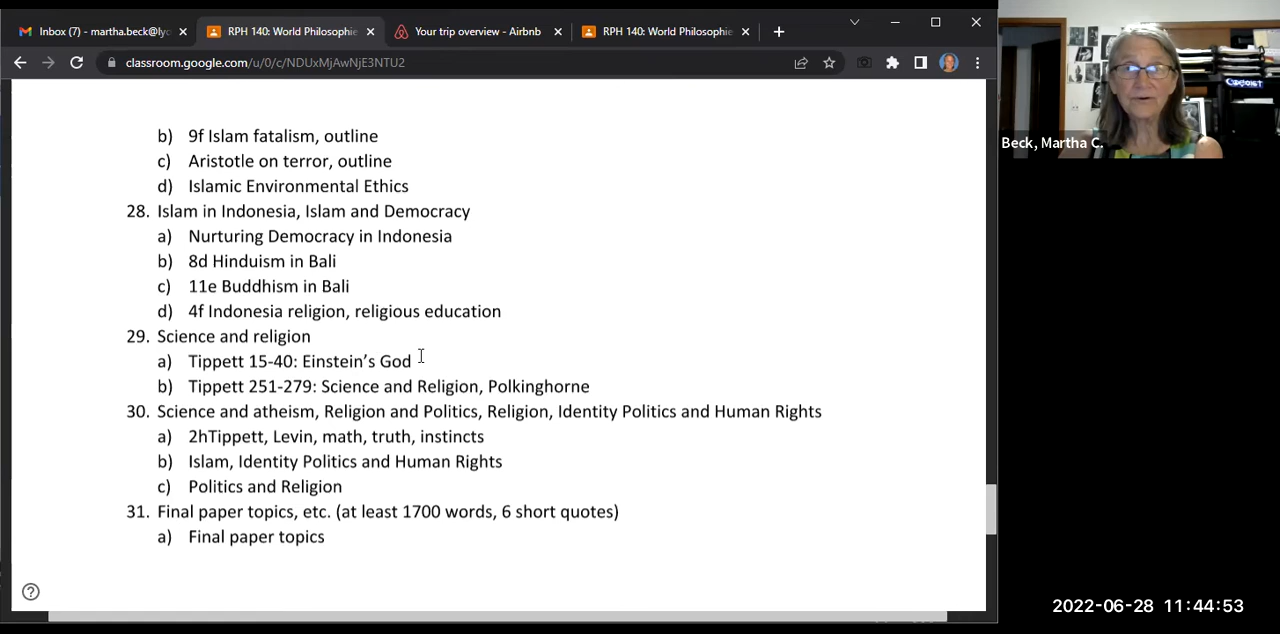 Inbox (7) - martha.beck@lyo
RPH 140: World Philosophie
Your trip overview - Airbnb
RPH 140: World Philosophie
classroom.google.com/u/0/c/NDUxMjAwNjE3NTU2
b) 9f Islam fatalism, outline
c) Aristotle on terror, outline
d) Islamic Environmental Ethics
28. Islam in Indonesia, Islam and Democracy
a) Nurturing Democracy in Indonesia
b) 8d Hinduism in Bali
c) 11e Buddhism in Bali
d) 4f Indonesia religion, religious education
29. Science and religion
a) Tippett 15-40: Einstein's God
b) Tippett 251-279: Science and Religion, Polkinghorne
30. Science and atheism, Religion and Politics, Religion, Identity Politics and Human Rights
a) 2hTippett, Levin, math, truth, instincts
b) Islam, Identity Politics and Human Rights
c) Politics and Religion
31. Final paper topics, etc. (at least 1700 words, 6 short quotes)
a) Final paper topics
Coexist
Beck, Martha C.
2022-06-28 11:44:53